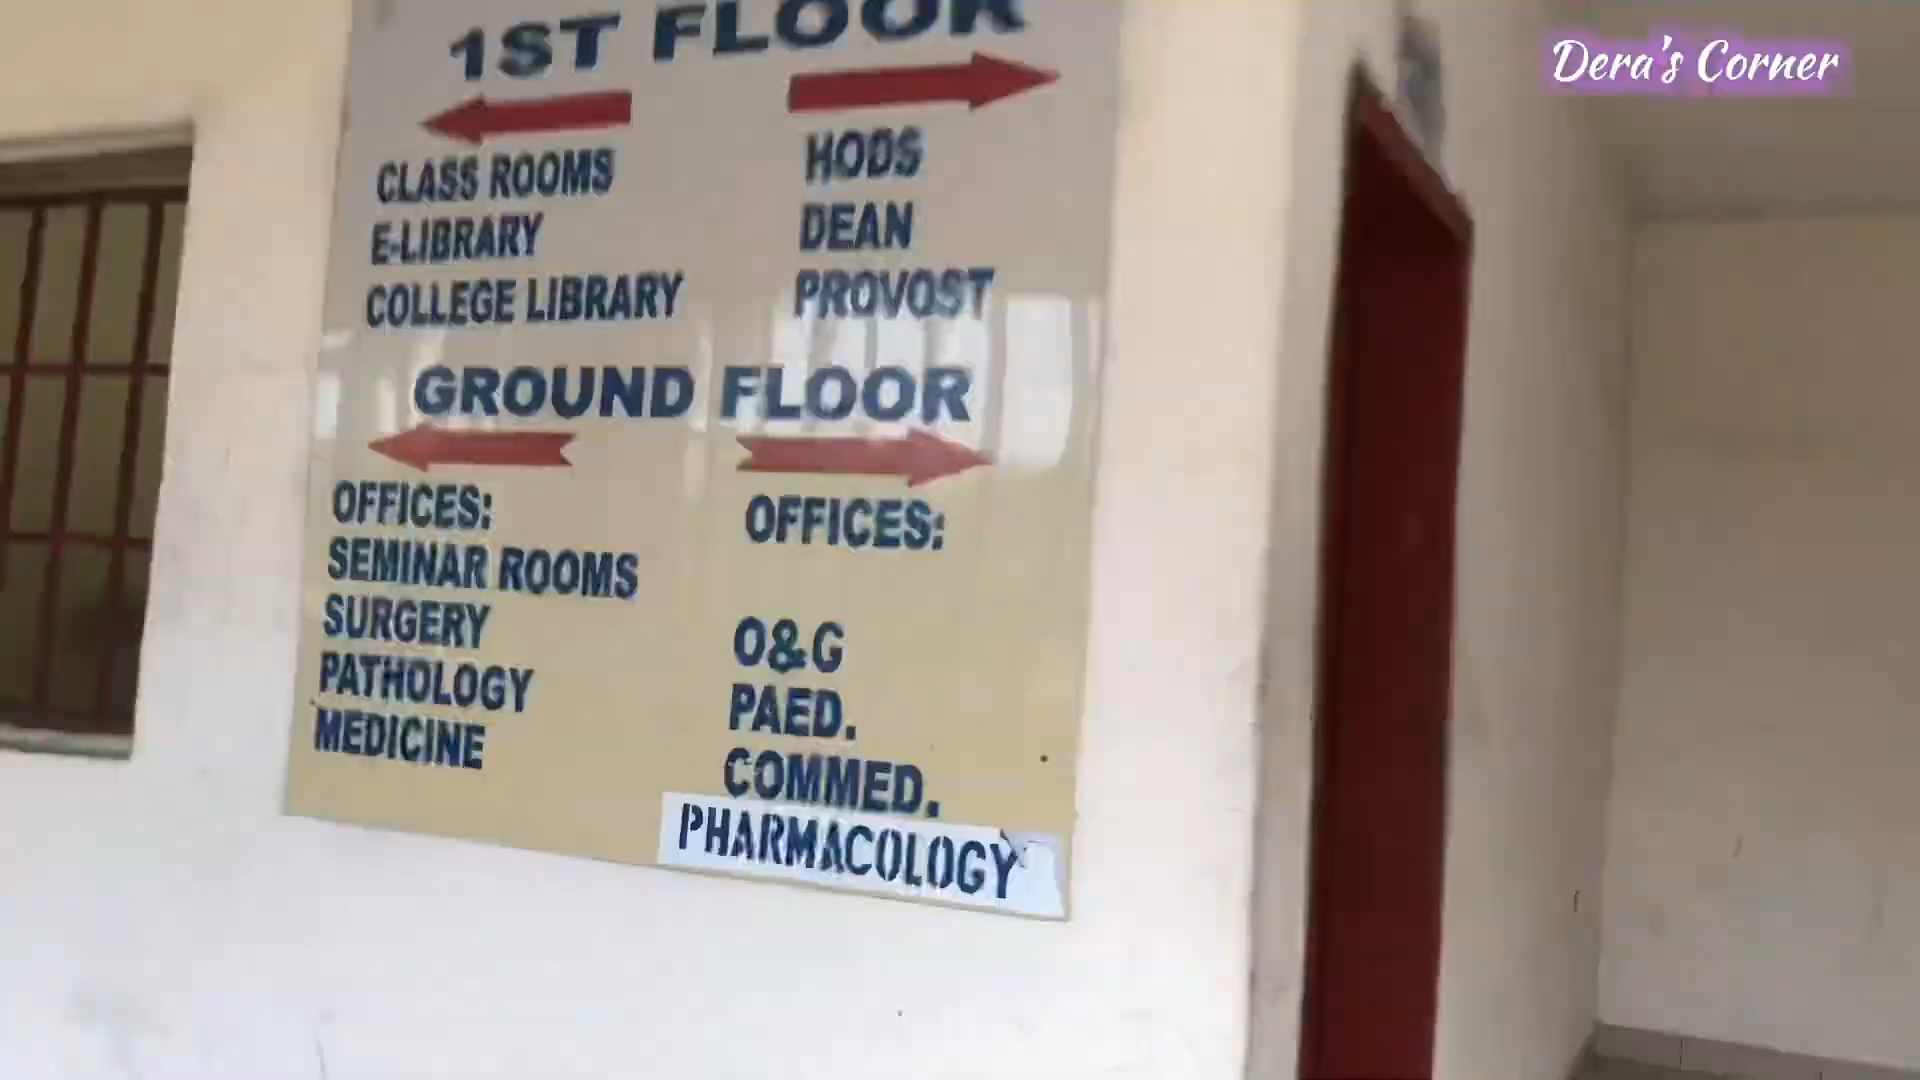 Dera's Corner
1ST FLOOR
CLASS ROOMS
E-LIBRARY
COLLEGE LIBRARY
HODS
DEAN
PROVOST
GROUND FLOOR
OFFICES:
SEMINAR ROOMS
SURGERY
PATHOLOGY
MEDICINE
OFFICES:
O&G
PAED.
COMMED.
PHARMACOLOGY